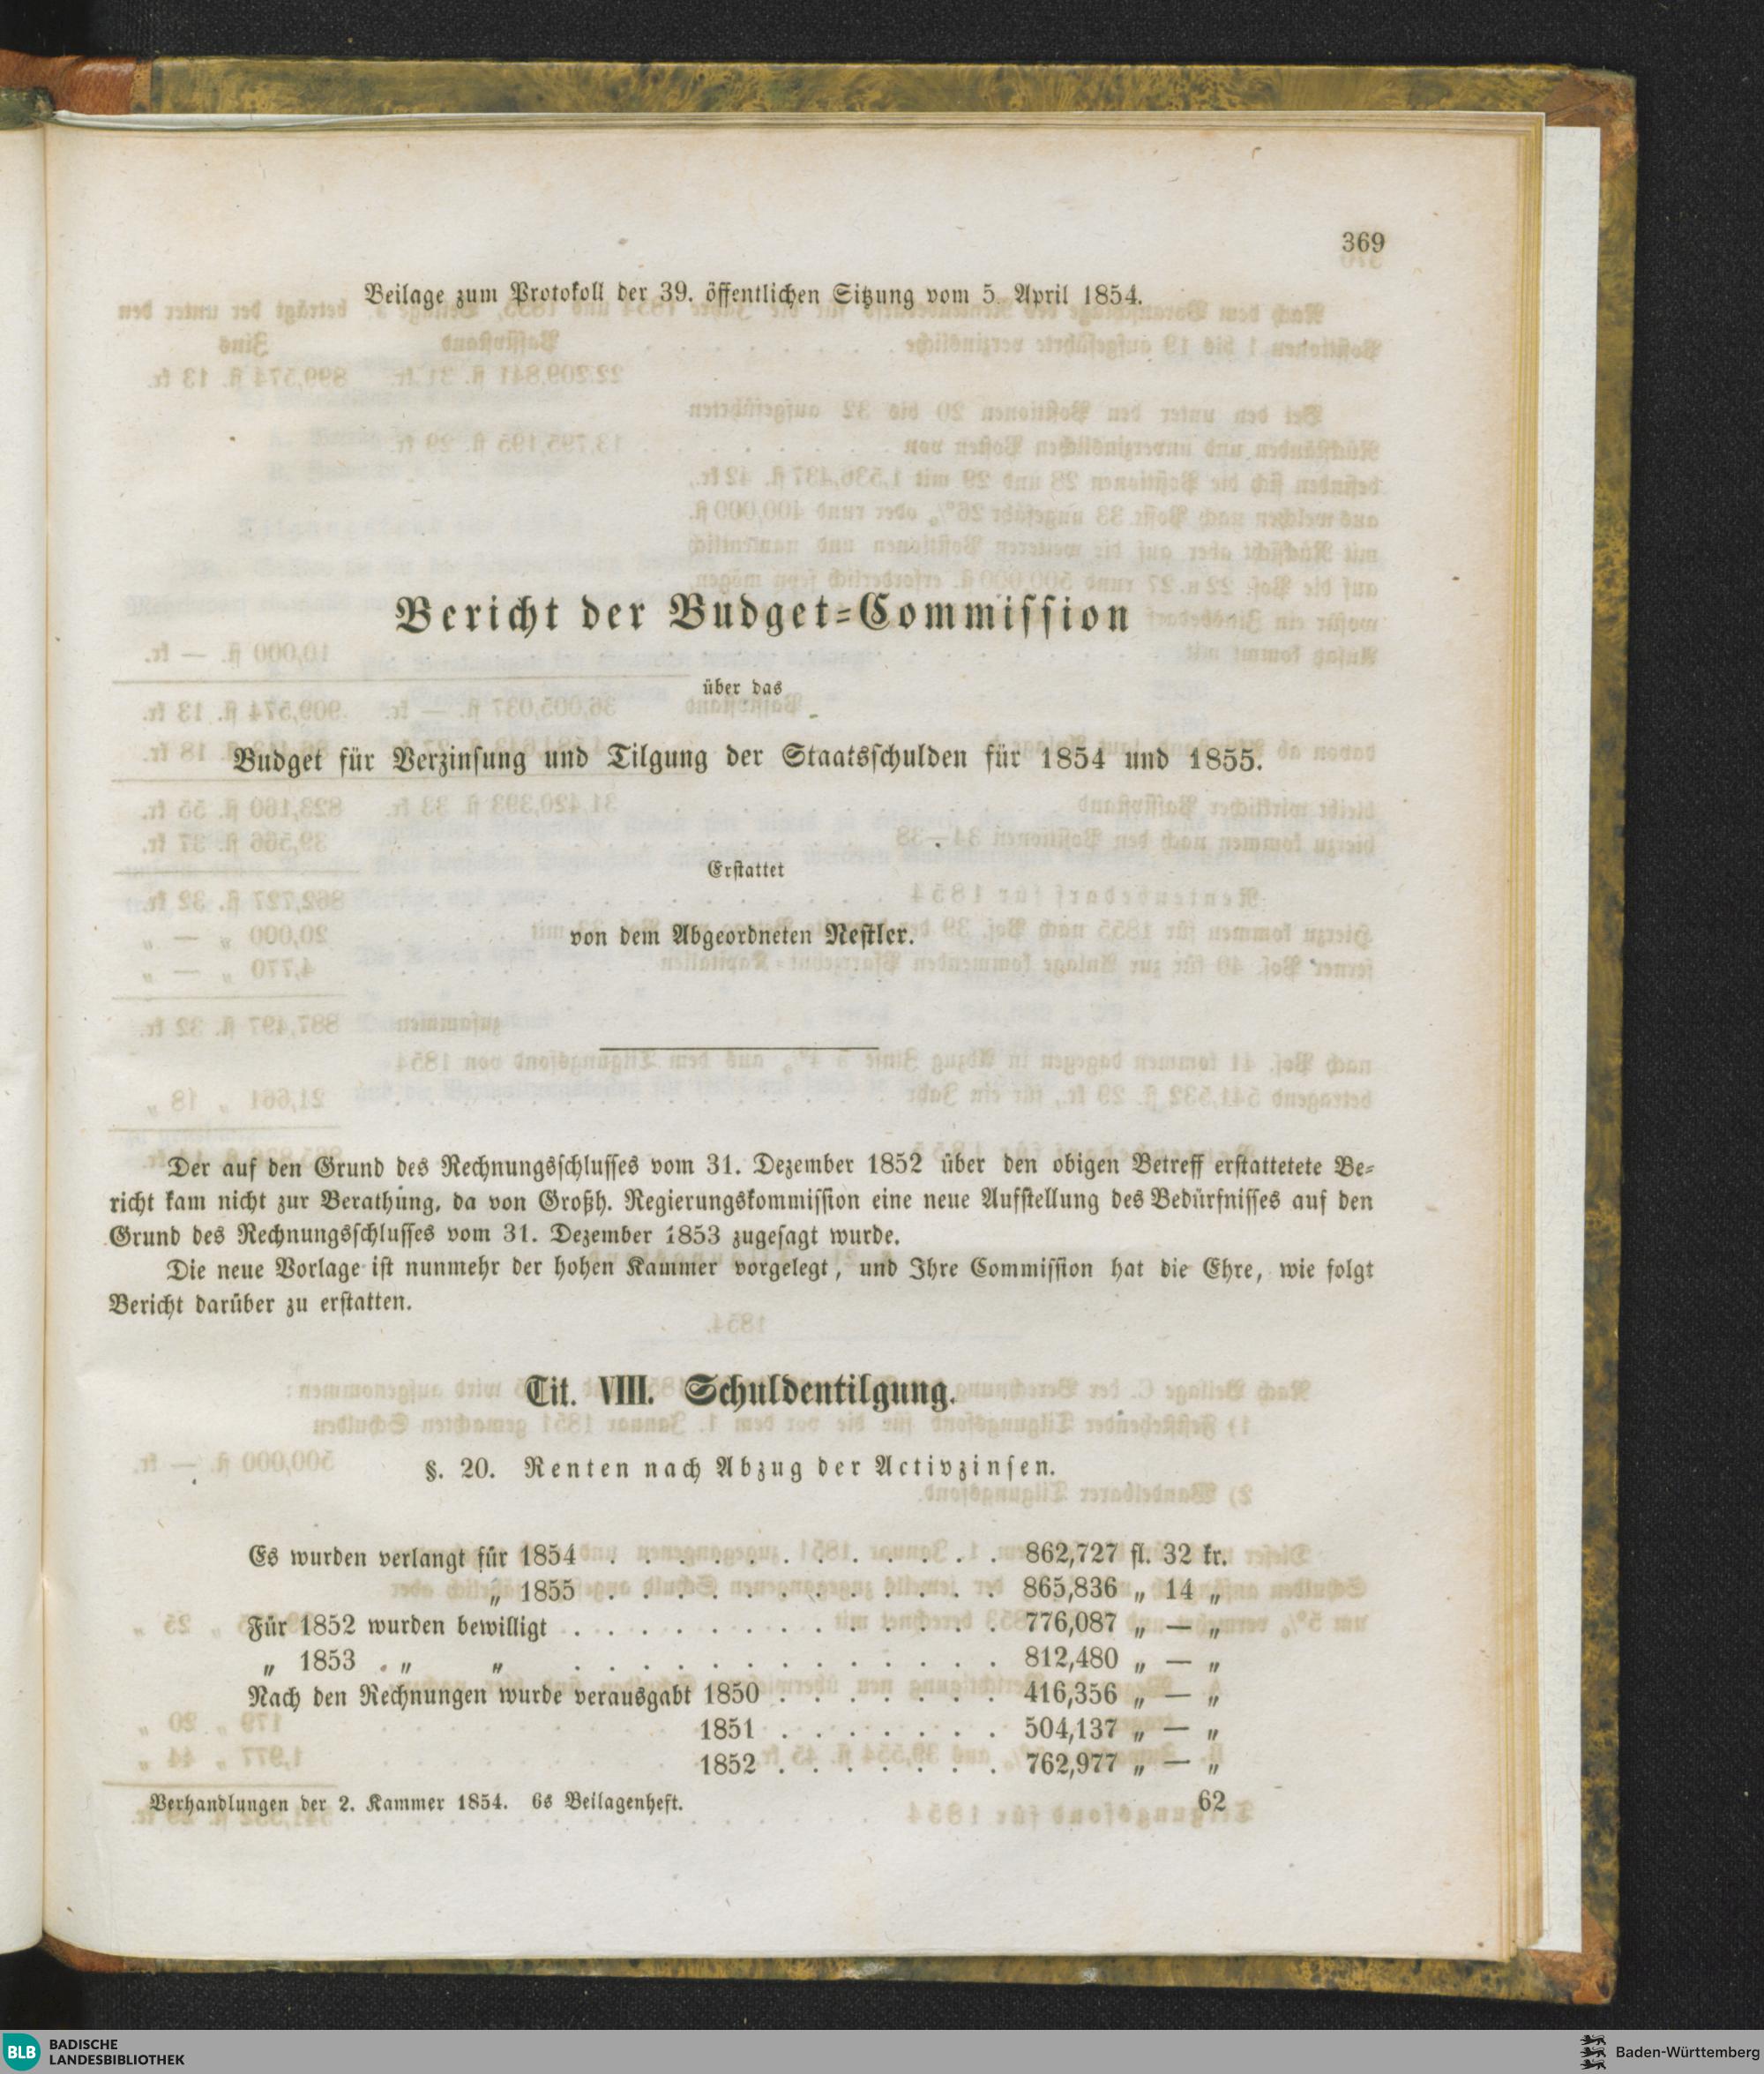 369
Beilage zum Protokoll der 39. öffentlichen Sitzung vom 5. April 1854.
Bericht der Budget-Commission
über das
Budget für Verzinsung und Tilgung der Staatsschulden für 1854 und 1855.
Erstattet
von dem Abgeordneten Nestler.
Der auf den Grund des Rechnungsschlusses vom 31. Dezember 1852 über den obigen Betreff erstattetete Be-
richt kam nicht zur Berathung, da von Großh. Regierungskommission eine neue Aufstellung des Bedürfnisses auf den
Grund des Rechnungsschlusses vom 31. Dezember 1853 zugesagt wurde.
Die neue Vorlage ist nunmehr der hohen Kammer vorgelegt, und Ihre Commission hat die Ehre, wie folgt
Bericht darüber zu erstatten.
Tit. VIII. Schuldentilgung.
§. 20. Renten nach Abzug der Activzinsen.
Es wurden verlangt für 1854 . . . . . . . . . . . . 862,727 fl. 32 kr.
„ 1855 . . . . . . . . . . . . 865,836 „ 14 „
Für 1852 wurden bewilligt . . . . . . . . . . . . . 776,087 „ — „
„ 1853 „ „ . . . . . . . . . . . . . 812,480 „ — „
Nach den Rechnungen wurde verausgabt 1850 . . . . . . . 416,356 „ — „
1851 . . . . . . . 504,137 „ — „
1852 . . . . . . . 762,977 „ — „
Verhandlungen der 2. Kammer 1854. 6s Beilagenheft. 62
BLB BADISCHE
LANDESBIBLIOTHEK
Baden-Württemberg